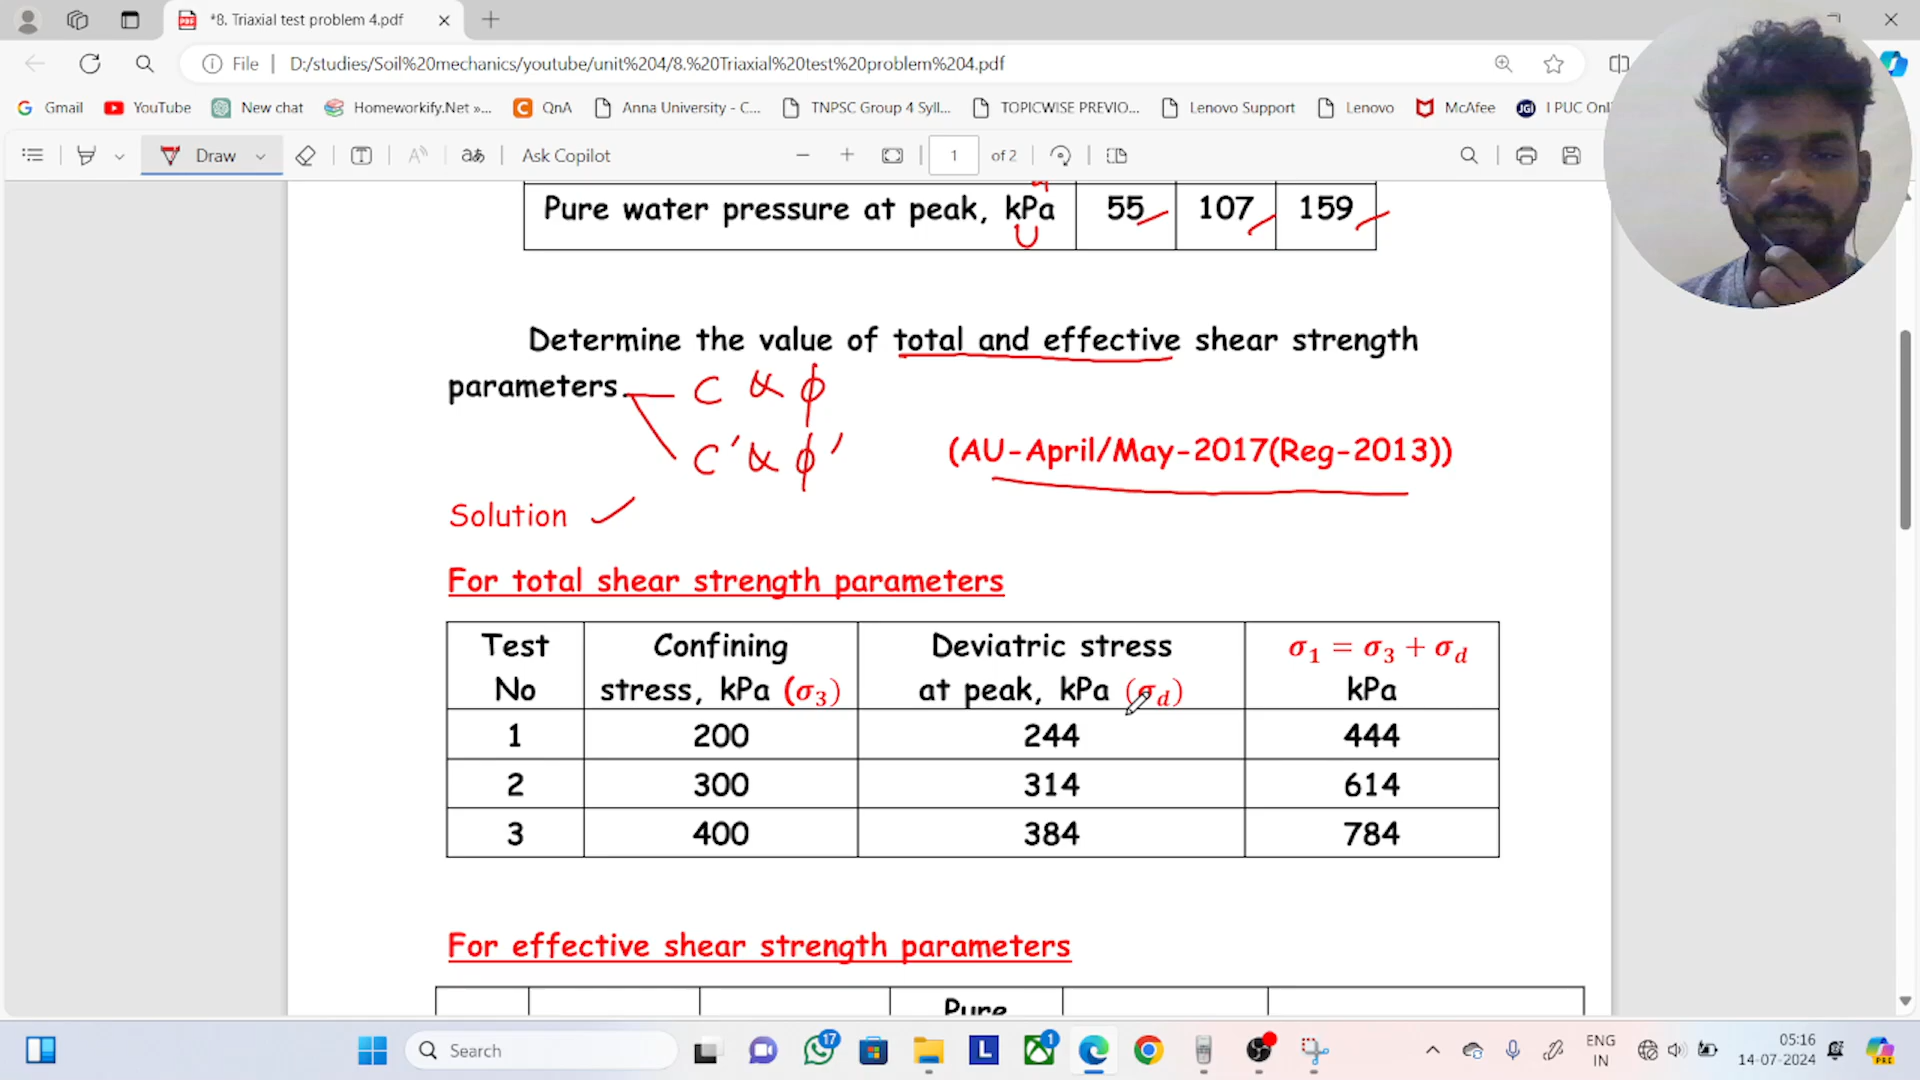 *8. Triaxial test problem 4.pdf
File
D:/studies/Soil%20mechanics/youtube/unit%204/8.%20Triaxial%20test%20problem%204.pdf
Gmail YouTube New chat Homeworkify.Net »... QnA Anna University - C... TNPSC Group 4 Syll... TOPICWISE PREVIO... Lenovo Support Lenovo McAfee I PUC Onl
Draw Ask Copilot 1 of 2
Pure water pressure at peak, kPa 55 107 159
U
Determine the value of total and effective shear strength
parameters. C & ϕ
C' & ϕ'
(AU-April/May-2017(Reg-2013))
Solution
For total shear strength parameters
Test No Confining stress, kPa (σ3) Deviatric stress at peak, kPa (σd) σ1 = σ3 + σd kPa
1 200 244 444
2 300 314 614
3 400 384 784
For effective shear strength parameters
Pure
Search 17 1 ENG IN 05:16 14-07-2024